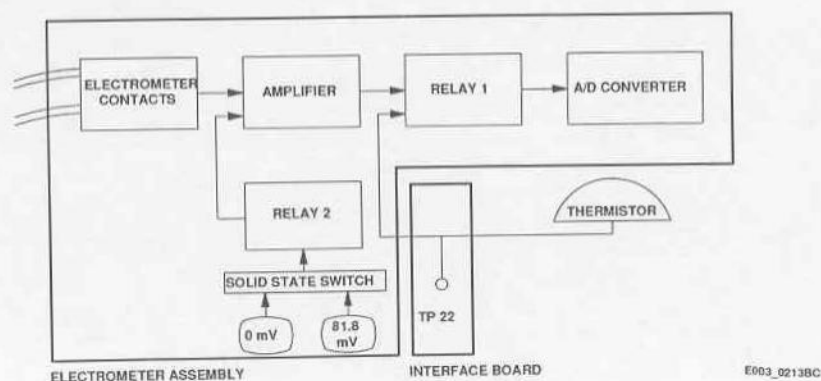 ELECTROMETER
CONTACTS
AMPLIFIER
RELAY 1
A/D CONVERTER
RELAY 2
THERMISTOR
SOLID STATE SWITCH
0 mV
81.8
mV
TP 22
ELECTROMETER ASSEMBLY
INTERFACE BOARD
E003_0213BC